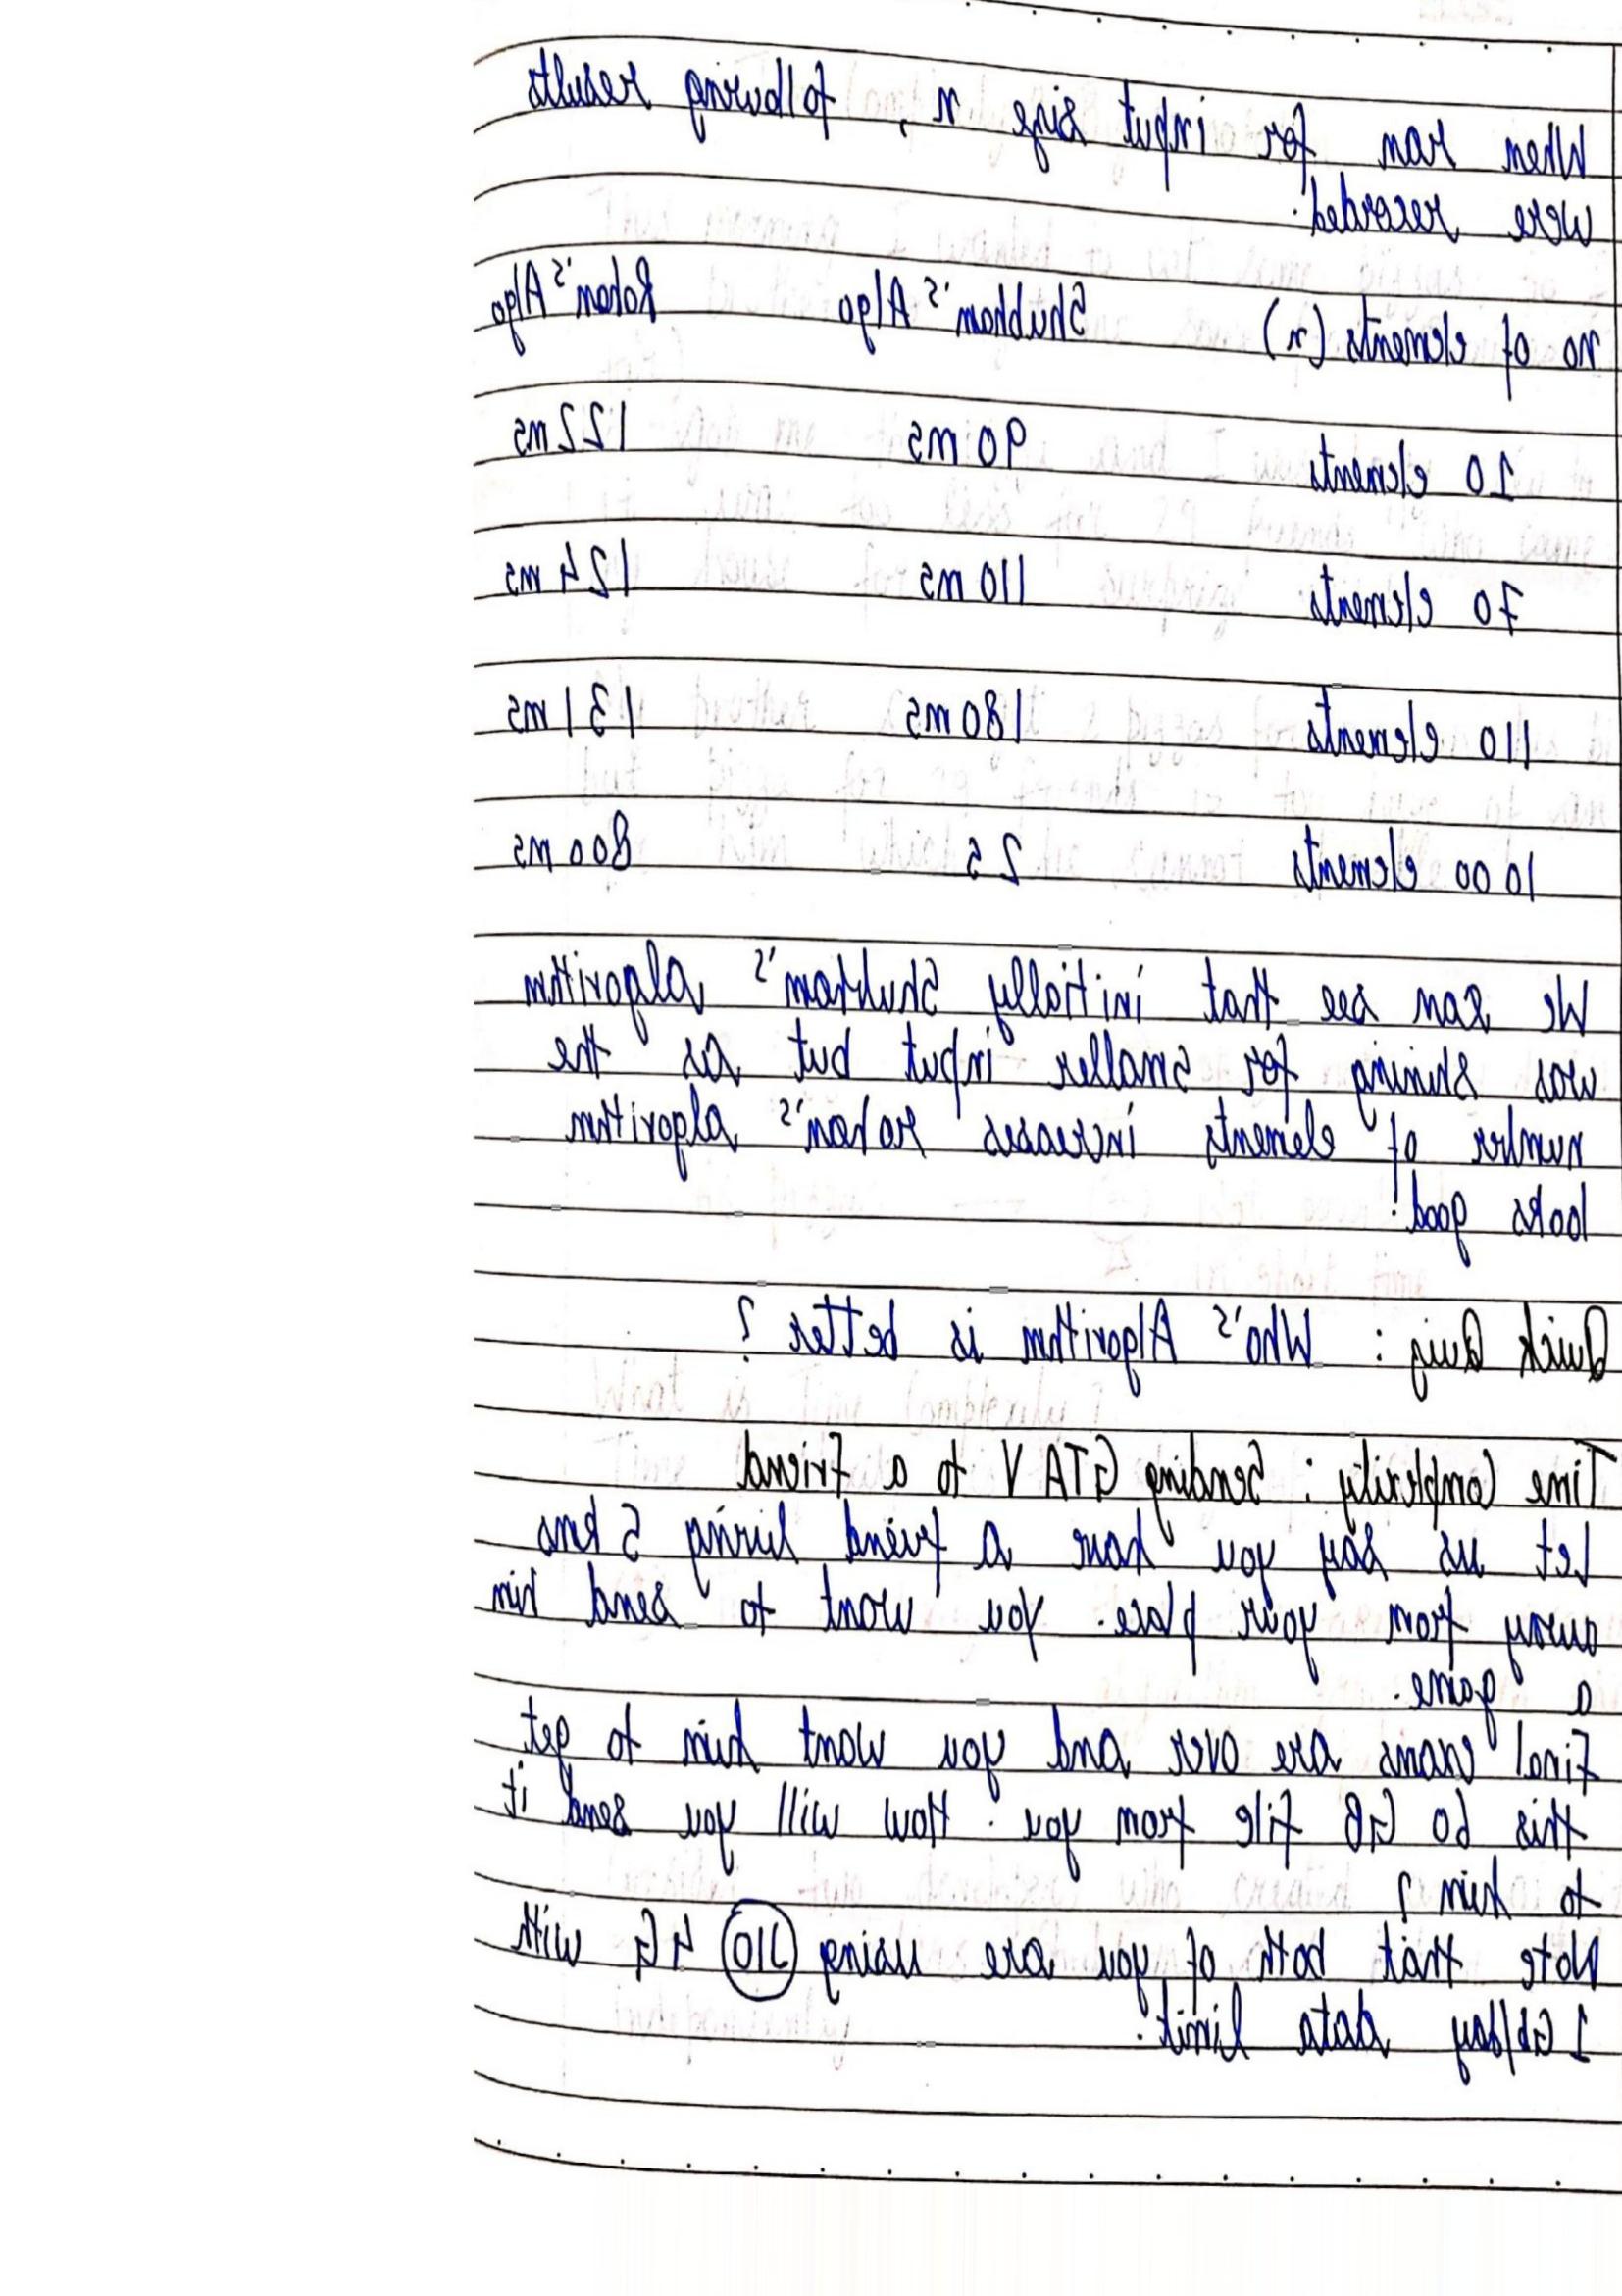 When ran for input size n, following results
were recorded.
no of elements (n) Shubham's Algo Rohan's Algo
10 elements 90 ms 122 ms
70 elements 110 ms 124 ms
110 elements 180 ms 131 ms
1000 elements 2s 800 ms
We can see that initially Shubham's algorithm
was shining for smaller input but as the
number of elements increases rohan's algorithm
looks good!
Quick Quiz : Who's Algorithm is better ?
Time Complexity : Sending GTA V to a friend
Let us say you have a friend living 5 kms
away from your place. You want to send him
a game.
Final exams are over and you want him to get
this 60 GB file from you. How will you send it
to him?
Note that both of you are using JIO 4G with
1 Gb/day data limit.